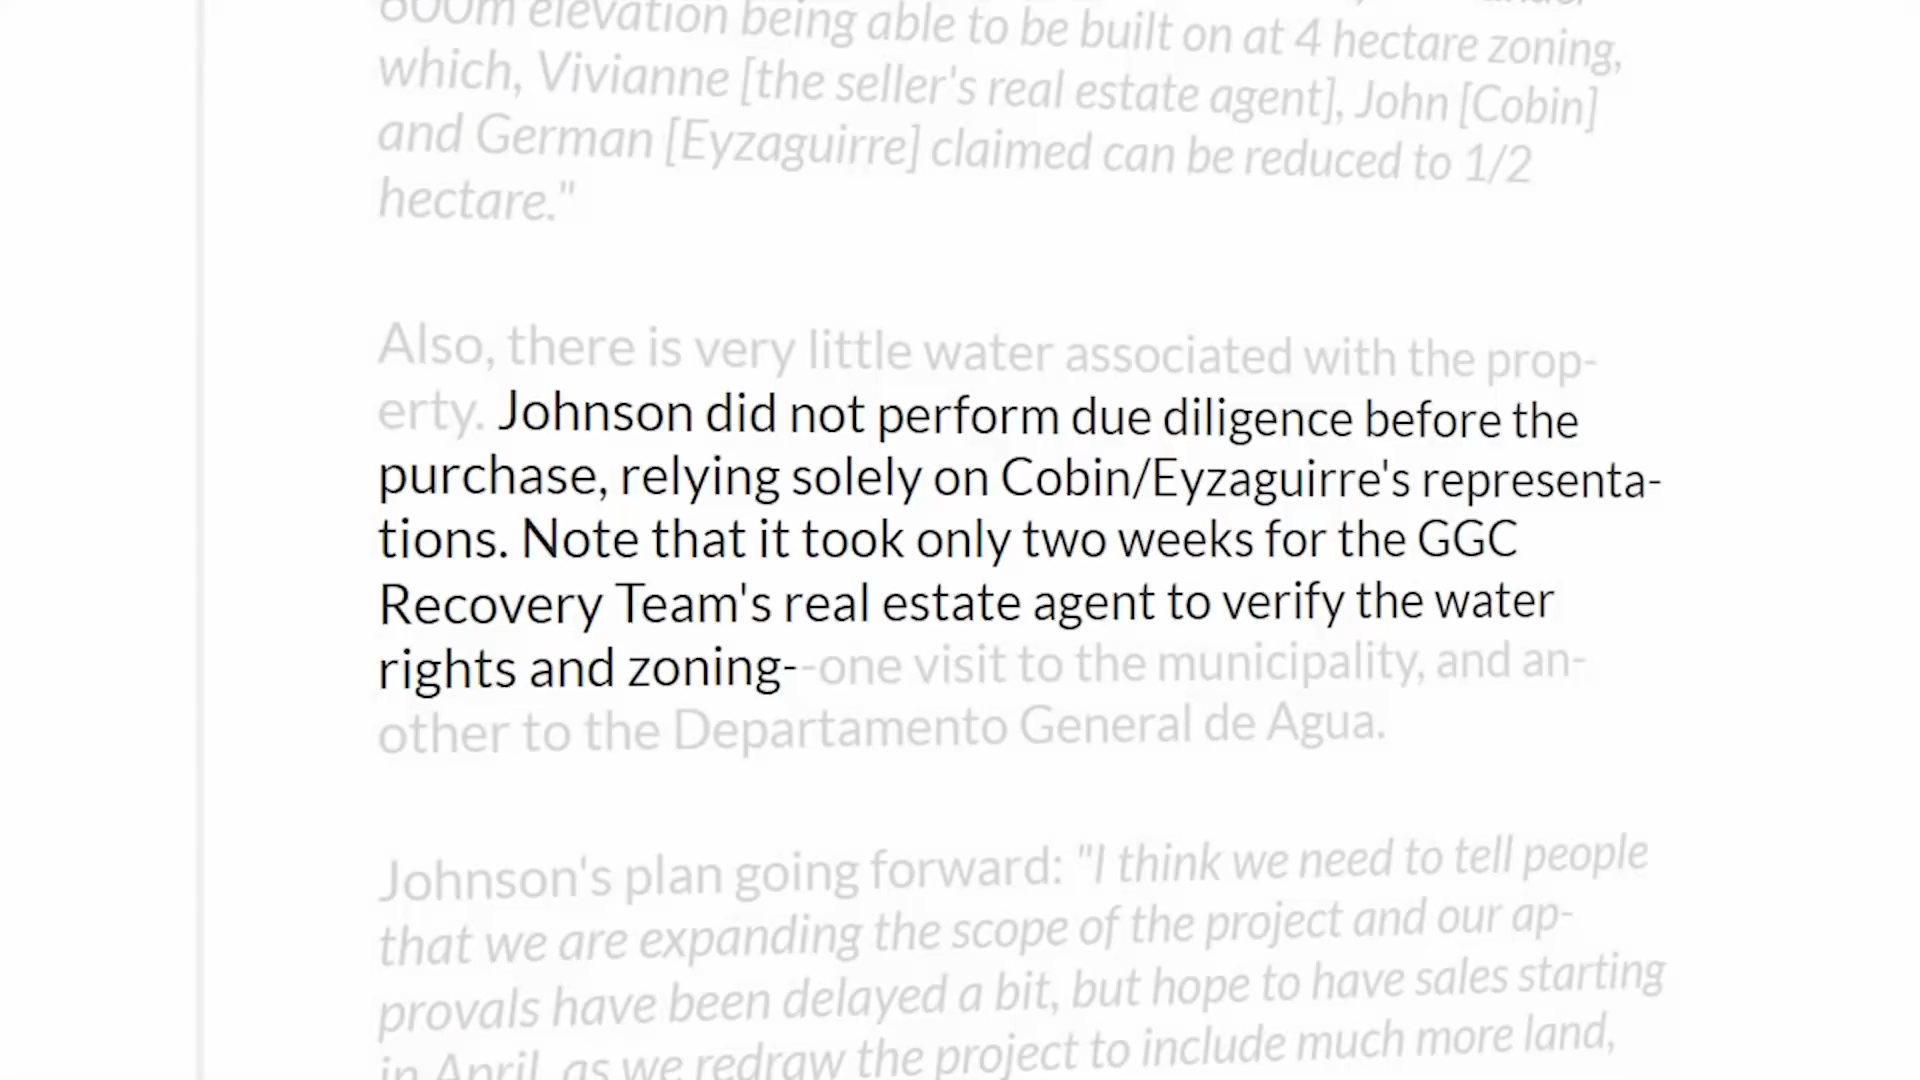 600m elevation being able to be built on at 4 hectare zoning,
which, Vivianne [the seller's real estate agent], John [Cobin]
and German [Eyzaguirre] claimed can be reduced to 1/2
hectare."
Also, there is very little water associated with the prop-
erty. Johnson did not perform due diligence before the
purchase, relying solely on Cobin/Eyzaguirre's representa-
tions. Note that it took only two weeks for the GGC
Recovery Team's real estate agent to verify the water
rights and zoning--one visit to the municipality, and an-
other to the Departamento General de Agua.
Johnson's plan going forward: "I think we need to tell people
that we are expanding the scope of the project and our ap-
provals have been delayed a bit, but hope to have sales starting
in April, as we redraw the project to include much more land,